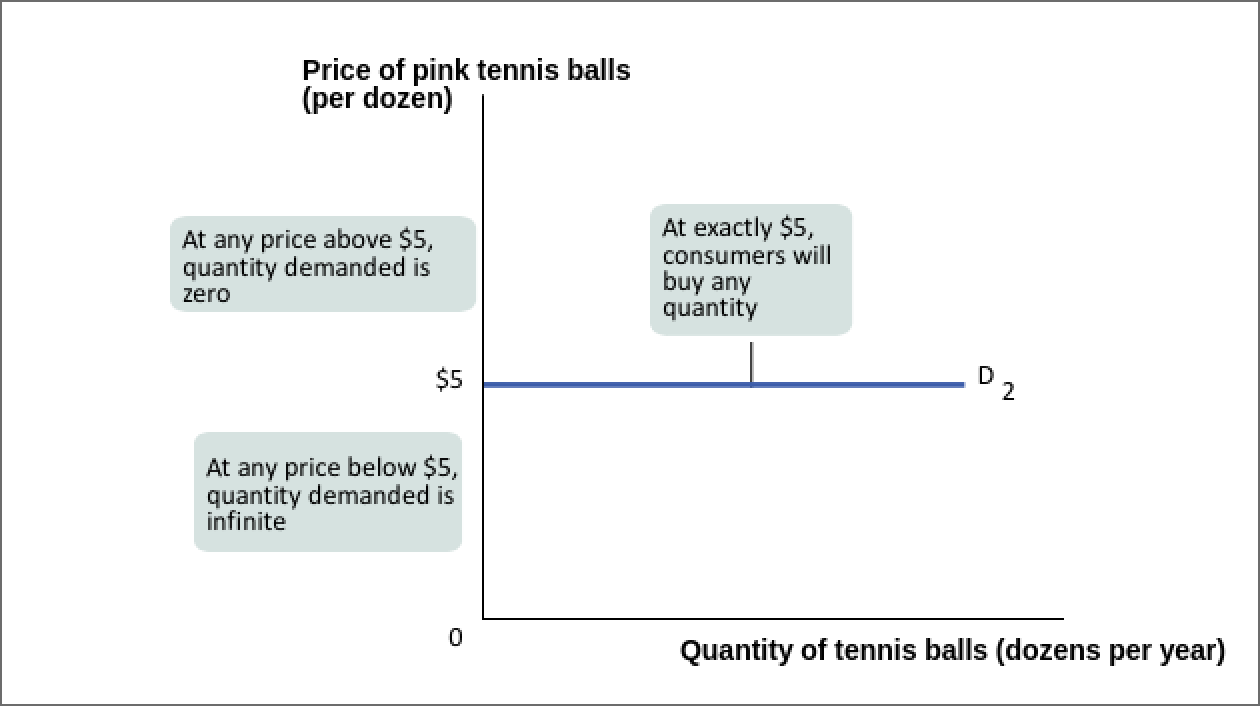 Price of pink tennis balls
(per dozen)
At any price above $5,
quantity demanded is
zero
At exactly $5,
consumers will
buy any
quantity
$5
D 2
At any price below $5,
quantity demanded is
infinite
0
Quantity of tennis balls (dozens per year)